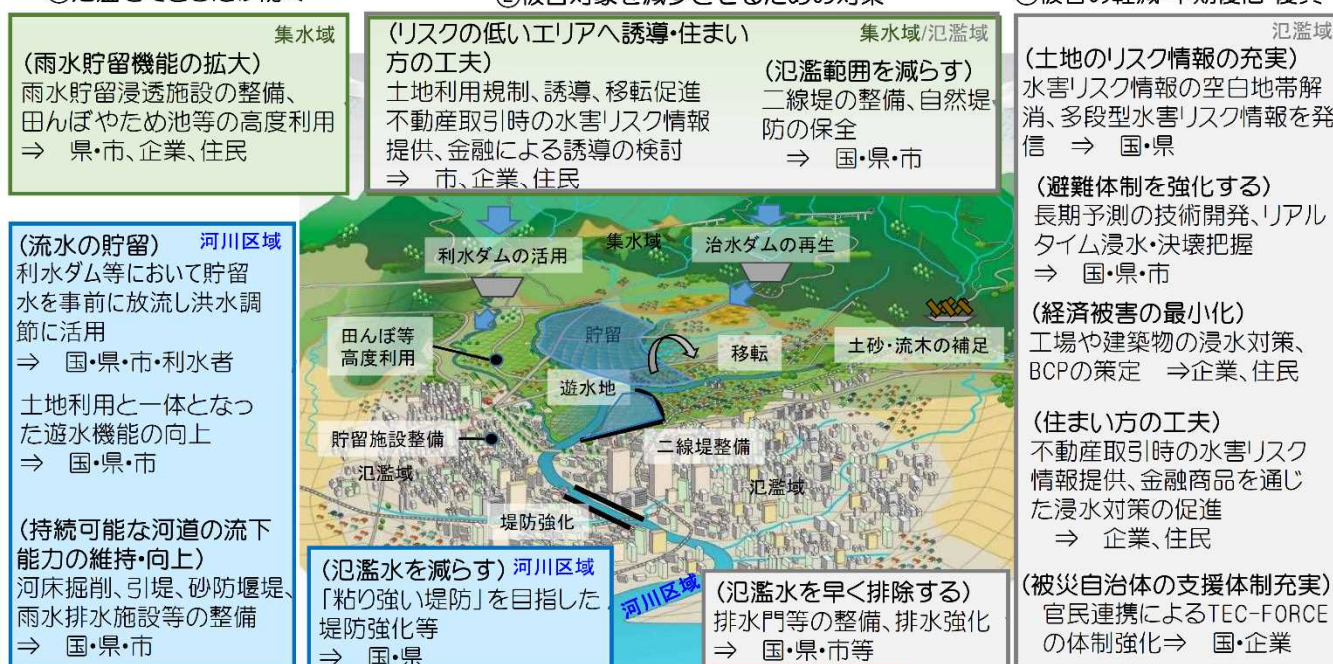 ②被害対象を減少させるための対策
集水域
(雨水貯留機能の拡大)
雨水貯留浸透施設の整備、
田んぼやため池等の高度利用
⇒ 県・市、企業、住民
(流水の貯留) 河川区域
利水ダム等において貯留
水を事前に放流し洪水調
節に活用
⇒ 国・県・市・利水者
土地利用と一体となっ
た遊水機能の向上
⇒ 国・県・市
(持続可能な河道の流下
能力の維持・向上)
河床掘削、引堤、砂防堰堤、
雨水排水施設等の整備
⇒ 国・県・市
(リスクの低いエリアへ誘導・住まい
方の工夫)
土地利用規制、誘導、移転促進
不動産取引時の水害リスク情報
提供、金融による誘導の検討
⇒ 市、企業、住民
集水域/氾濫域
(氾濫範囲を減らす)
二線堤の整備、自然堤
防の保全
⇒ 国・県・市
利水ダムの活用
集水域
治水ダムの再生
田んぼ等
高度利用
貯留
移転
土砂・流木の補足
遊水地
貯留施設整備
二線堤整備
氾濫域
氾濫域
堤防強化
河川区域
(氾濫水を減らす) 河川区域
「粘り強い堤防」を目指した
堤防強化等
⇒ 国・県
(氾濫水を早く排除する)
排水門等の整備、排水強化
⇒ 国・県・市等
氾濫域
(土地のリスク情報の充実)
水害リスク情報の空白地帯解
消、多段型水害リスク情報を発
信 ⇒ 国・県
(避難体制を強化する)
長期予測の技術開発、リアル
タイム浸水・決壊把握
⇒ 国・県・市
(経済被害の最小化)
工場や建築物の浸水対策、
BCPの策定 ⇒企業、住民
(住まい方の工夫)
不動産取引時の水害リスク
情報提供、金融商品を通じ
た浸水対策の促進
⇒ 企業、住民
(被災自治体の支援体制充実)
官民連携によるTEC-FORCE
の体制強化⇒ 国・企業